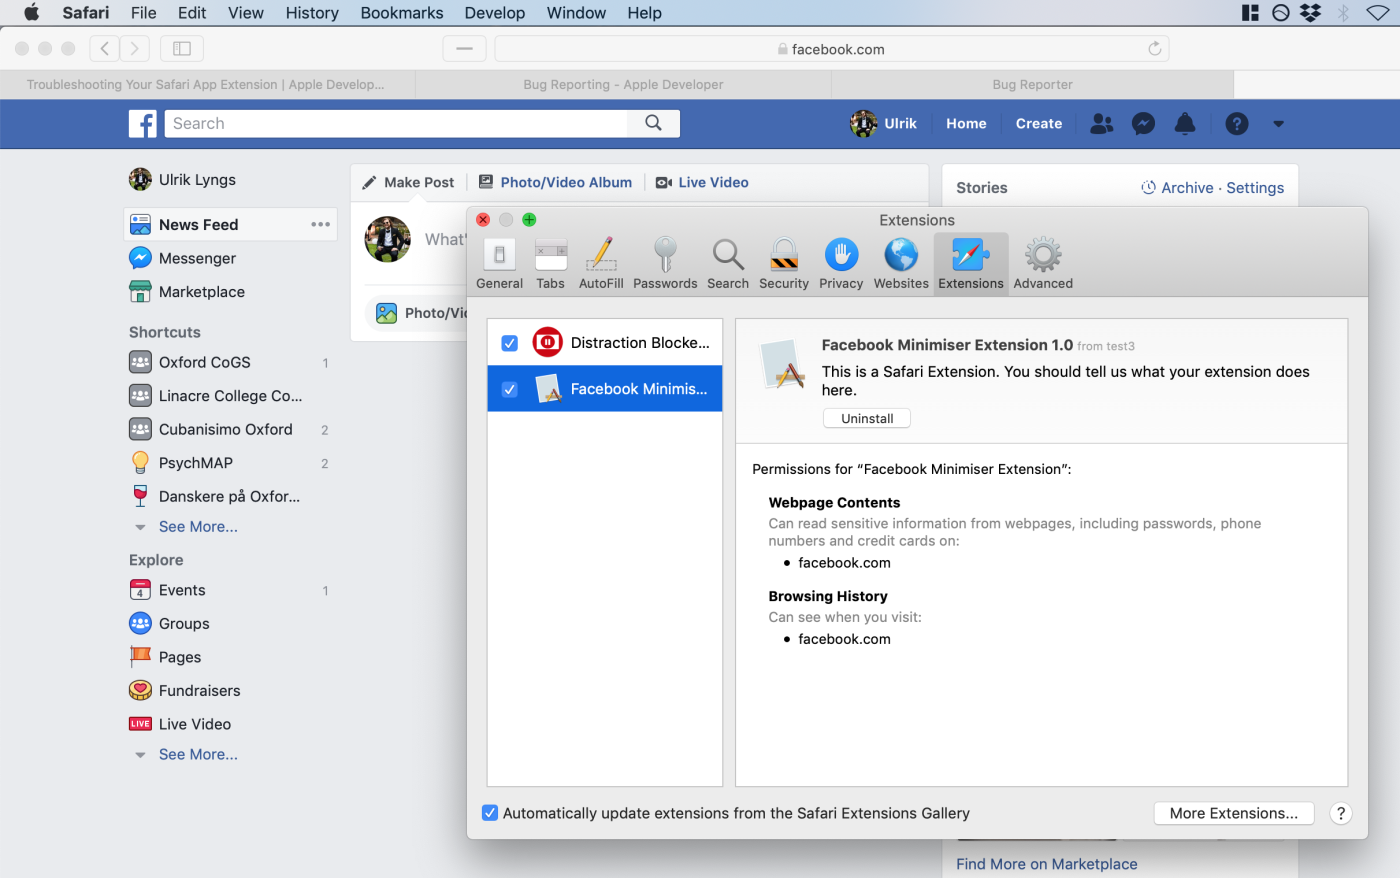 Safari File Edit View History Bookmarks Develop Window Help
facebook.com
Troubleshooting Your Safari App Extension | Apple Develop...
Bug Reporting - Apple Developer
Bug Reporter
Search
Ulrik
Home
Create
Ulrik Lyngs
News Feed
Messenger
Marketplace
Shortcuts
Oxford CoGS 1
Linacre College Co...
Cubanisimo Oxford 2
PsychMAP 2
Danskere på Oxfor...
See More...
Explore
4
Events 1
Groups
Pages
Fundraisers
LIVE
Live Video
See More...
Make Post
Photo/Video Album
Live Video
What'
Photo/Vi
Stories
Archive · Settings
Extensions
General Tabs AutoFill Passwords Search Security Privacy Websites Extensions Advanced
Distraction Blocke...
Facebook Minimis...
Facebook Minimiser Extension 1.0 from test3
This is a Safari Extension. You should tell us what your extension does
here.
Uninstall
Permissions for “Facebook Minimiser Extension”:
Webpage Contents
Can read sensitive information from webpages, including passwords, phone
numbers and credit cards on:
• facebook.com
Browsing History
Can see when you visit:
• facebook.com
Automatically update extensions from the Safari Extensions Gallery
More Extensions...
?
Find More on Marketplace